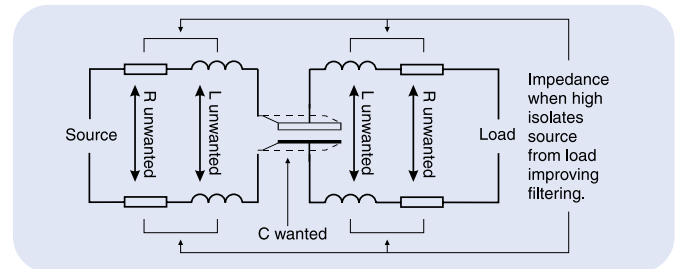 Source
R unwanted
L unwanted
C wanted
L unwanted
R unwanted
Load
Impedance
when high
isolates
source
from load
improving
filtering.